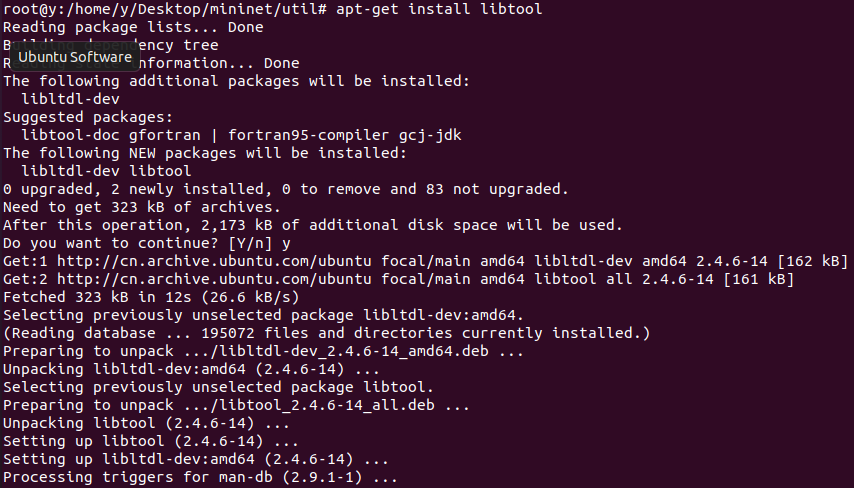 root@y:/home/y/Desktop/mininet/util# apt-get install libtool
Reading package lists... Done
Building dependency tree
Ubuntu Software
information... Done
The following additional packages will be installed:
  libltdl-dev
Suggested packages:
  libtool-doc gfortran | fortran95-compiler gcj-jdk
The following NEW packages will be installed:
  libltdl-dev libtool
0 upgraded, 2 newly installed, 0 to remove and 83 not upgraded.
Need to get 323 kB of archives.
After this operation, 2,173 kB of additional disk space will be used.
Do you want to continue? [Y/n] y
Get:1 http://cn.archive.ubuntu.com/ubuntu focal/main amd64 libltdl-dev amd64 2.4.6-14 [162 kB]
Get:2 http://cn.archive.ubuntu.com/ubuntu focal/main amd64 libtool all 2.4.6-14 [161 kB]
Fetched 323 kB in 12s (26.6 kB/s)
Selecting previously unselected package libltdl-dev:amd64.
(Reading database ... 195072 files and directories currently installed.)
Preparing to unpack .../libltdl-dev_2.4.6-14_amd64.deb ...
Unpacking libltdl-dev:amd64 (2.4.6-14) ...
Selecting previously unselected package libtool.
Preparing to unpack .../libtool_2.4.6-14_all.deb ...
Unpacking libtool (2.4.6-14) ...
Setting up libtool (2.4.6-14) ...
Setting up libltdl-dev:amd64 (2.4.6-14) ...
Processing triggers for man-db (2.9.1-1) ...